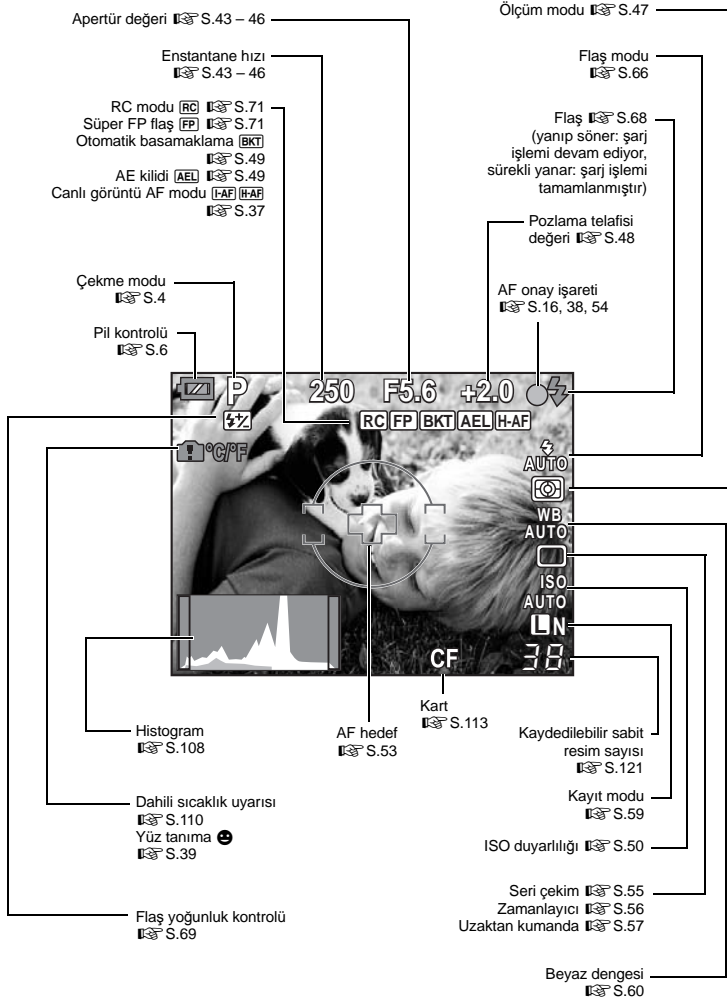 Apertür değeri ☞ S.43 – 46
Enstantane hızı
☞ S.43 – 46
RC modu RC ☞ S.71
Süper FP flaş FP ☞ S.71
Otomatik basamaklama BKT
☞ S.49
AE kilidi AEL ☞ S.49
Canlı görüntü AF modu I-AF H-AF
☞ S.37
Çekme modu
☞ S.4
Pil kontrolü
☞ S.6
Ölçüm modu ☞ S.47
Flaş modu
☞ S.66
Flaş ☞ S.68
(yanıp söner: şarj
işlemi devam ediyor,
sürekli yanar: şarj işlemi
tamamlanmıştır)
Pozlama telafisi
değeri ☞ S.48
AF onay işareti
☞ S.16, 38, 54
P 250 F5.6 +2.0
RC FP BKT AEL H-AF
°C/°F
AUTO
WB
AUTO
ISO
AUTO
L N
CF 38
Histogram
☞ S.108
Dahili sıcaklık uyarısı
☞ S.110
Yüz tanıma
☞ S.39
Flaş yoğunluk kontrolü
☞ S.69
AF hedef
☞ S.53
Kart
☞ S.113
Kaydedilebilir sabit
resim sayısı
☞ S.121
Kayıt modu
☞ S.59
ISO duyarlılığı ☞ S.50
Seri çekim ☞ S.55
Zamanlayıcı ☞ S.56
Uzaktan kumanda ☞ S.57
Beyaz dengesi
☞ S.60